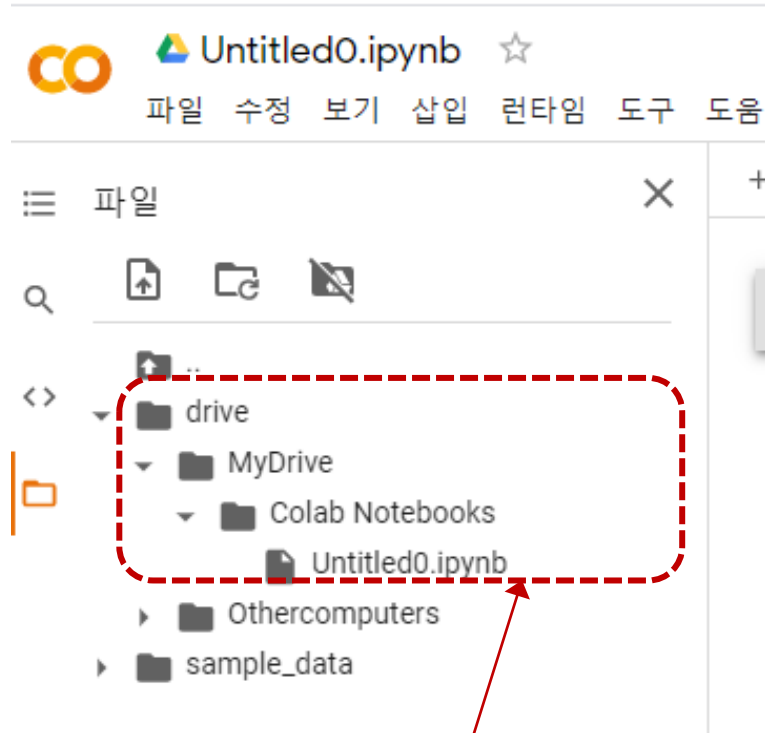 CO Untitled0.ipynb
파일 수정 보기 삽입 런타임 도구 도움
파일
..
drive
MyDrive
Colab Notebooks
Untitled0.ipynb
Othercomputers
sample_data